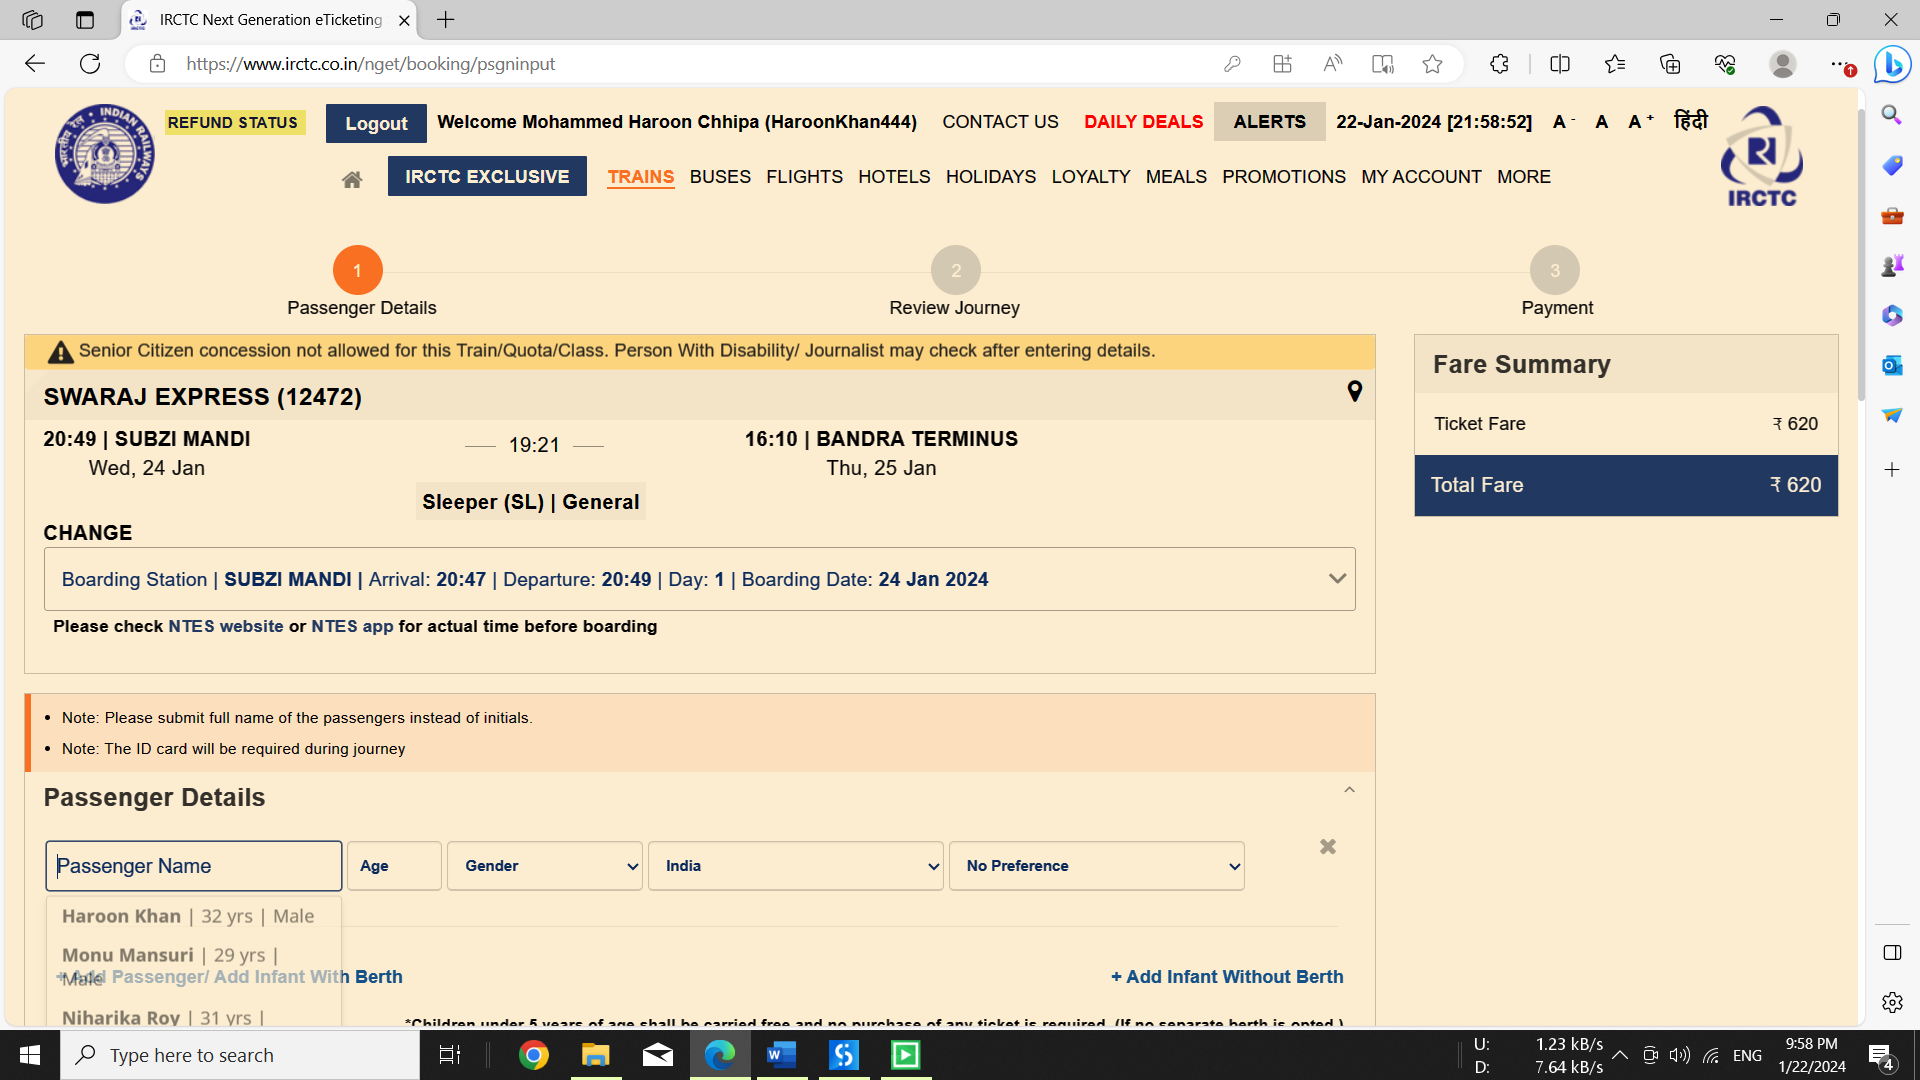 IRCTC Next Generation eTicketing
https://www.irctc.co.in/nget/booking/psgninput
INDIAN RAILWAYS
REFUND STATUS
Logout
Welcome Mohammed Haroon Chhipa (HaroonKhan444)
CONTACT US
DAILY DEALS
ALERTS
22-Jan-2024 [21:58:52]
A - A A + हिंदी
IRCTC EXCLUSIVE
TRAINS BUSES FLIGHTS HOTELS HOLIDAYS LOYALTY MEALS PROMOTIONS MY ACCOUNT MORE
IRCTC
1 2 3
Passenger Details Review Journey Payment
Senior Citizen concession not allowed for this Train/Quota/Class. Person With Disability/ Journalist may check after entering details.
SWARAJ EXPRESS (12472)
20:49 | SUBZI MANDI
Wed, 24 Jan
19:21
16:10 | BANDRA TERMINUS
Thu, 25 Jan
Sleeper (SL) | General
CHANGE
Boarding Station | SUBZI MANDI | Arrival: 20:47 | Departure: 20:49 | Day: 1 | Boarding Date: 24 Jan 2024
Please check NTES website or NTES app for actual time before boarding
Fare Summary
Ticket Fare ₹ 620
Total Fare ₹ 620
• Note: Please submit full name of the passengers instead of initials.
• Note: The ID card will be required during journey
Passenger Details
Passenger Name
Age
Gender
India
No Preference
Haroon Khan | 32 yrs | Male
Monu Mansuri | 29 yrs |
Male
Niharika Roy | 31 yrs |
+ Add Passenger/ Add Infant With Berth
+ Add Infant Without Berth
*Children under 5 years of age shall be carried free and no purchase of any ticket is required. (If no separate berth is opted )
Type here to search
U: 1.23 kB/s
D: 7.64 kB/s
ENG
9:58 PM
1/22/2024
4